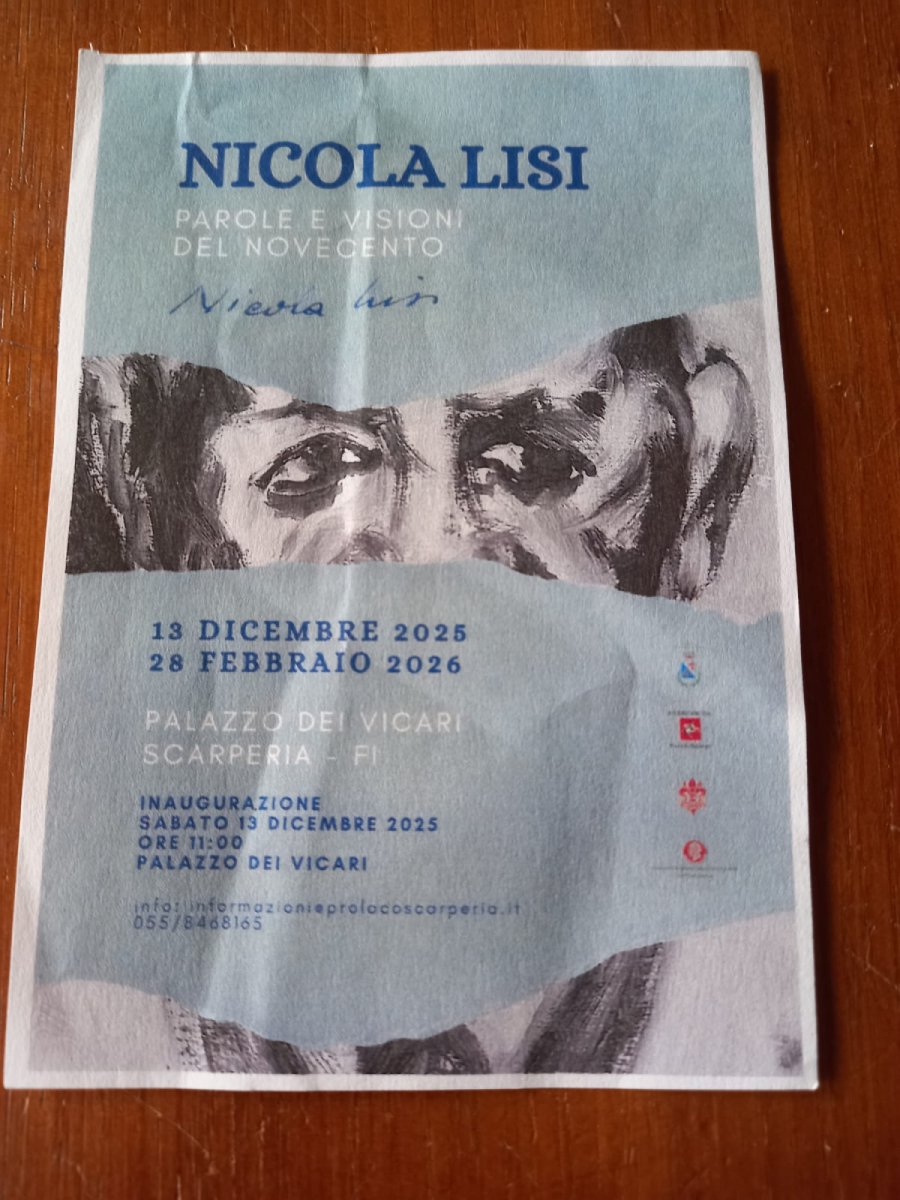 NICOLA LISI
PAROLE E VISIONI
DEL NOVECENTO
Nicola Lisi
13 DICEMBRE 2025
28 FEBBRAIO 2026
PALAZZO DEI VICARI
SCARPERIA - FI
INAUGURAZIONE
SABATO 13 DICEMBRE 2025
ORE 11:00
PALAZZO DEI VICARI
info: informazioni@prolocoscarperia.it
055/8468165